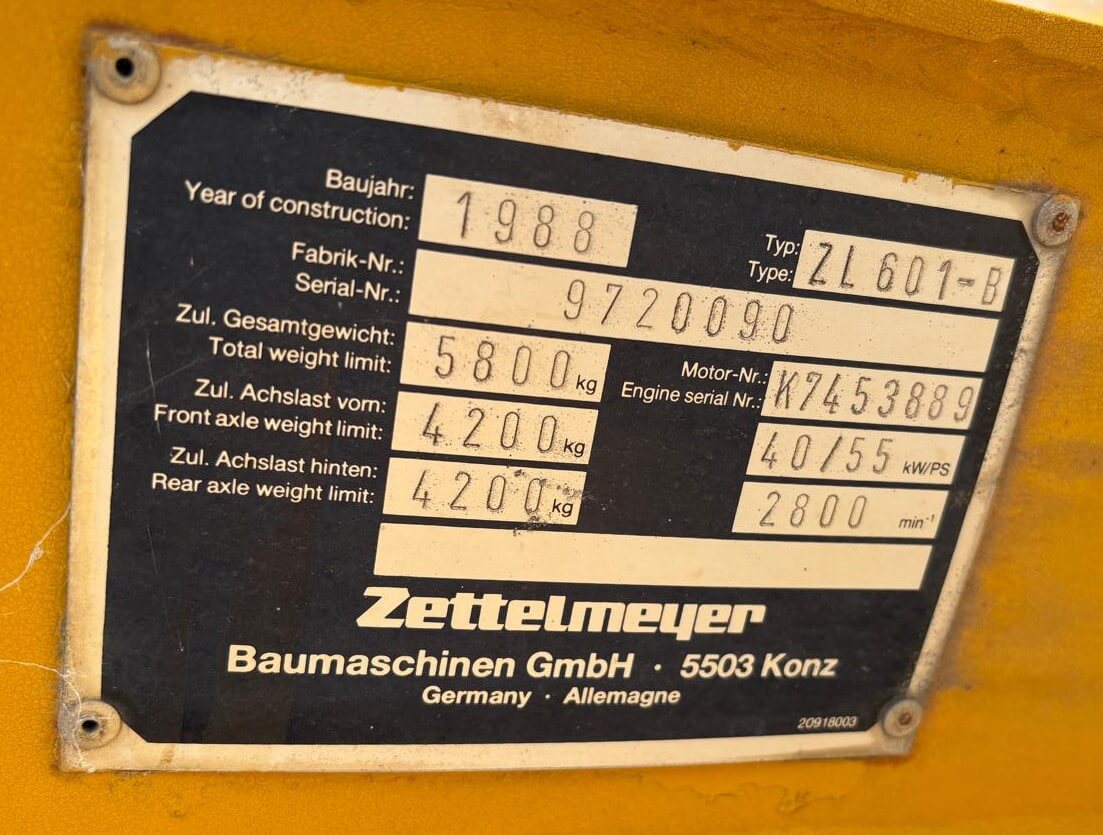 Baujahr:
Year of construction: 1988
Typ:
Type: ZL 601-B
Fabrik-Nr.:
Serial-Nr.: 9720090
Zul. Gesamtgewicht:
Total weight limit: 5800 kg
Motor-Nr.:
Engine serial Nr.: K7453889
Zul. Achslast vorn:
Front axle weight limit: 4200 kg
40/55 kW/PS
Zul. Achslast hinten:
Rear axle weight limit: 4200 kg
2800 min⁻¹
Zettelmeyer
Baumaschinen GmbH · 5503 Konz
Germany · Allemagne
20918003